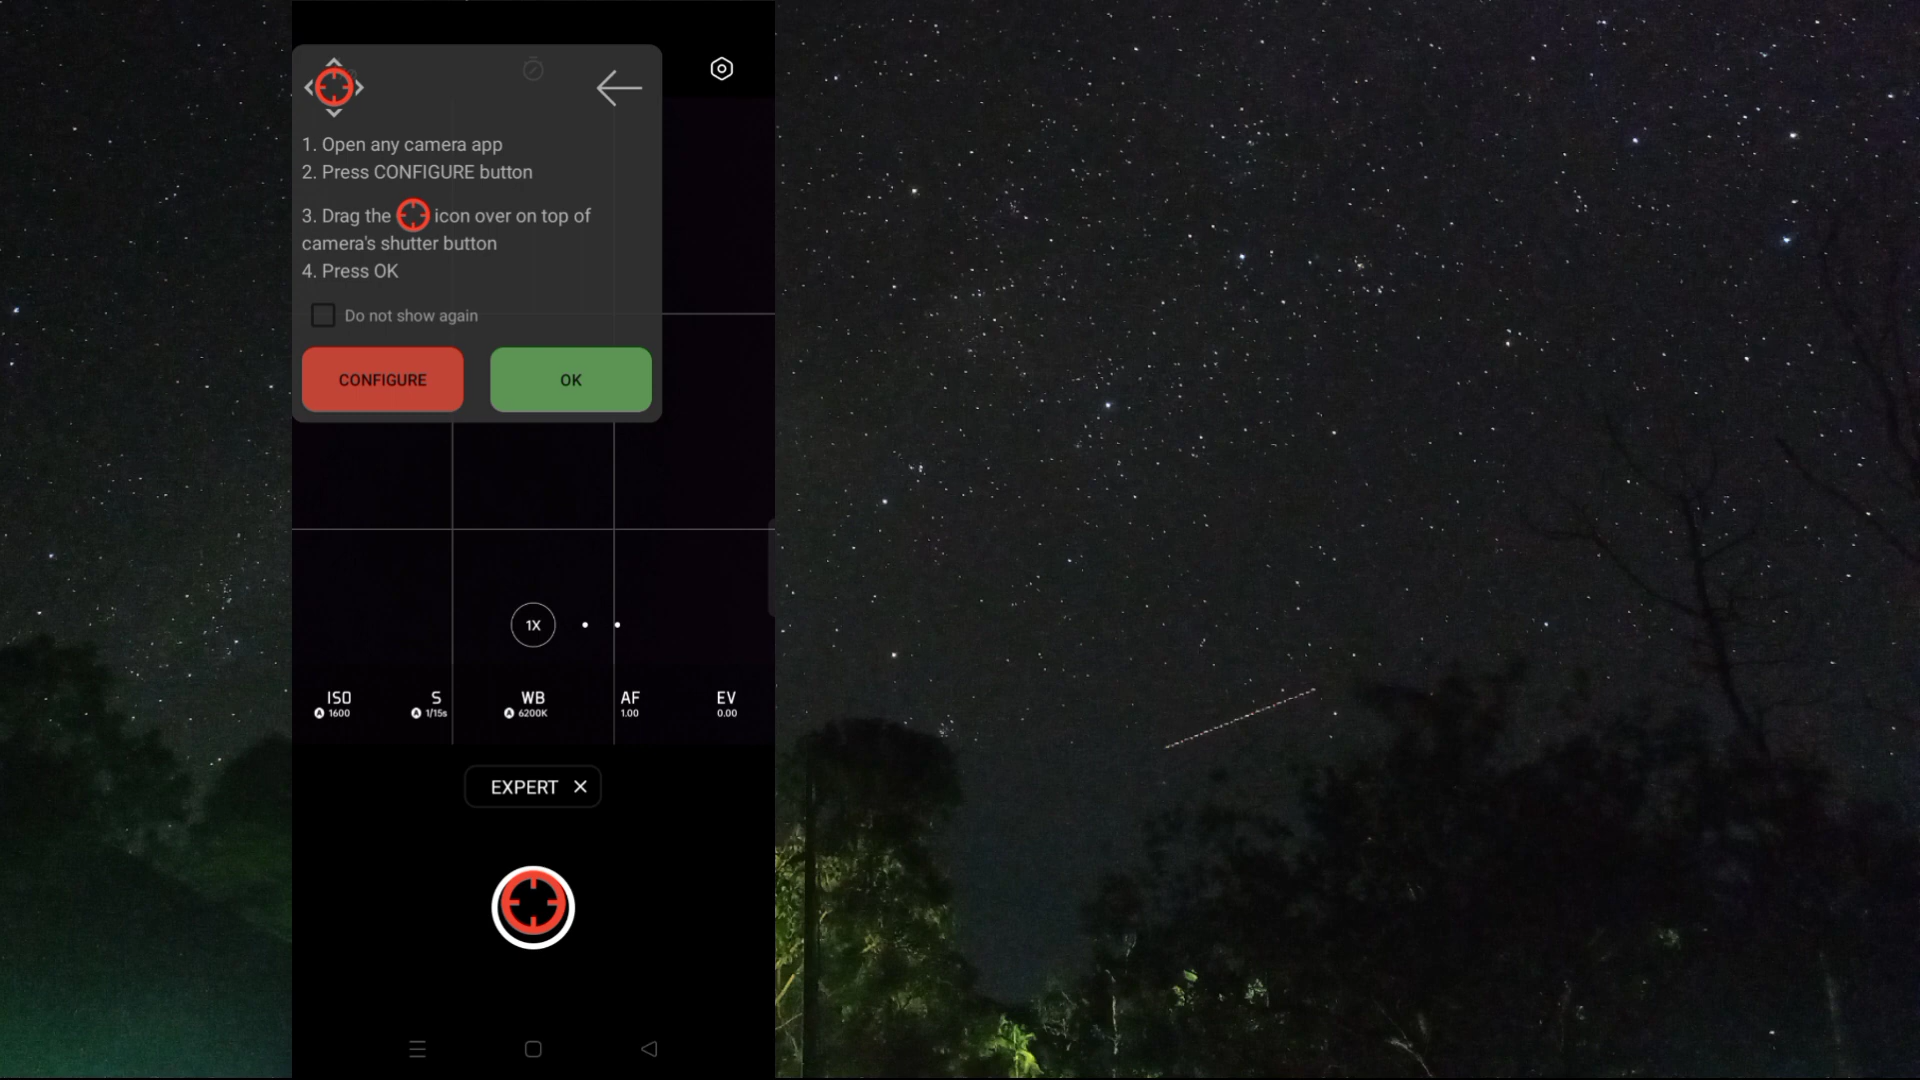 1. Open any camera app
2. Press CONFIGURE button
3. Drag the icon over on top of
camera's shutter button
4. Press OK
Do not show again
CONFIGURE OK
1X
ISO S WB AF EV
A 1600 A 1/15s A 6200K 1.00 0.00
EXPERT ×